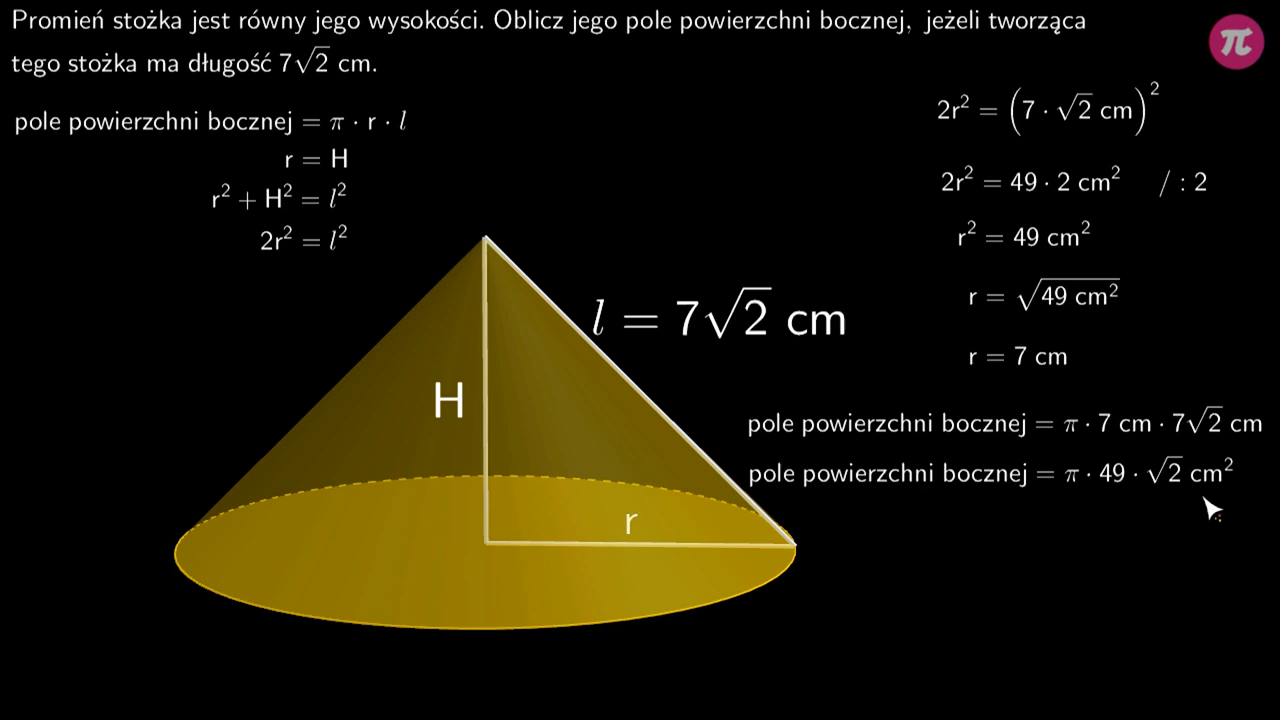 Promień stożka jest równy jego wysokości. Oblicz jego pole powierzchni bocznej, jeżeli tworząca
tego stożka ma długość 7√2 cm.
π
pole powierzchni bocznej = π · r · l
r = H
r² + H² = l²
2r² = l²
l = 7√2 cm
H
r
2r² = (7 · √2 cm)²
2r² = 49 · 2 cm² / : 2
r² = 49 cm²
r = √(49 cm²)
r = 7 cm
pole powierzchni bocznej = π · 7 cm · 7√2 cm
pole powierzchni bocznej = π · 49 · √2 cm²